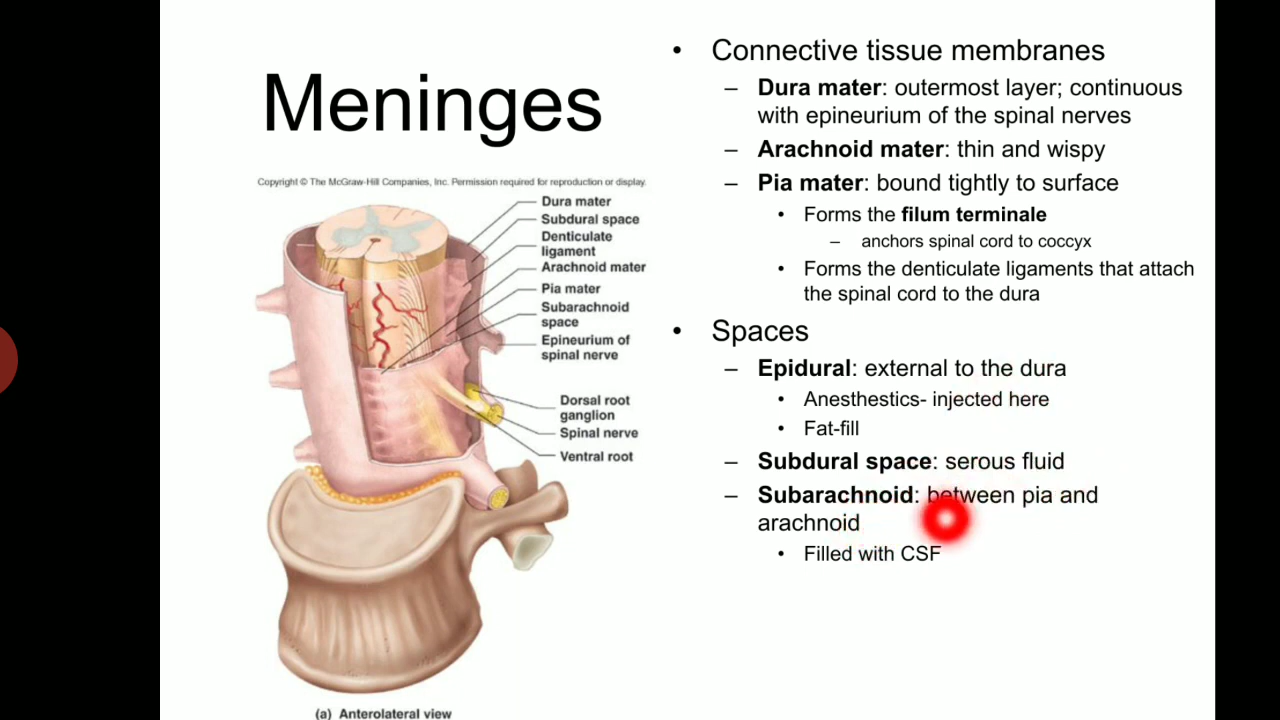 Meninges
Copyright © The McGraw-Hill Companies, Inc. Permission required for reproduction or display.
Dura mater
Subdural space
Denticulate
ligament
Arachnoid mater
Pia mater
Subarachnoid
space
Epineurium of
spinal nerve
Dorsal root
ganglion
Spinal nerve
Ventral root
(a) Anterolateral view
• Connective tissue membranes
– Dura mater: outermost layer; continuous
with epineurium of the spinal nerves
– Arachnoid mater: thin and wispy
– Pia mater: bound tightly to surface
• Forms the filum terminale
– anchors spinal cord to coccyx
• Forms the denticulate ligaments that attach
the spinal cord to the dura
• Spaces
– Epidural: external to the dura
• Anesthestics- injected here
• Fat-fill
– Subdural space: serous fluid
– Subarachnoid: between pia and
arachnoid
• Filled with CSF